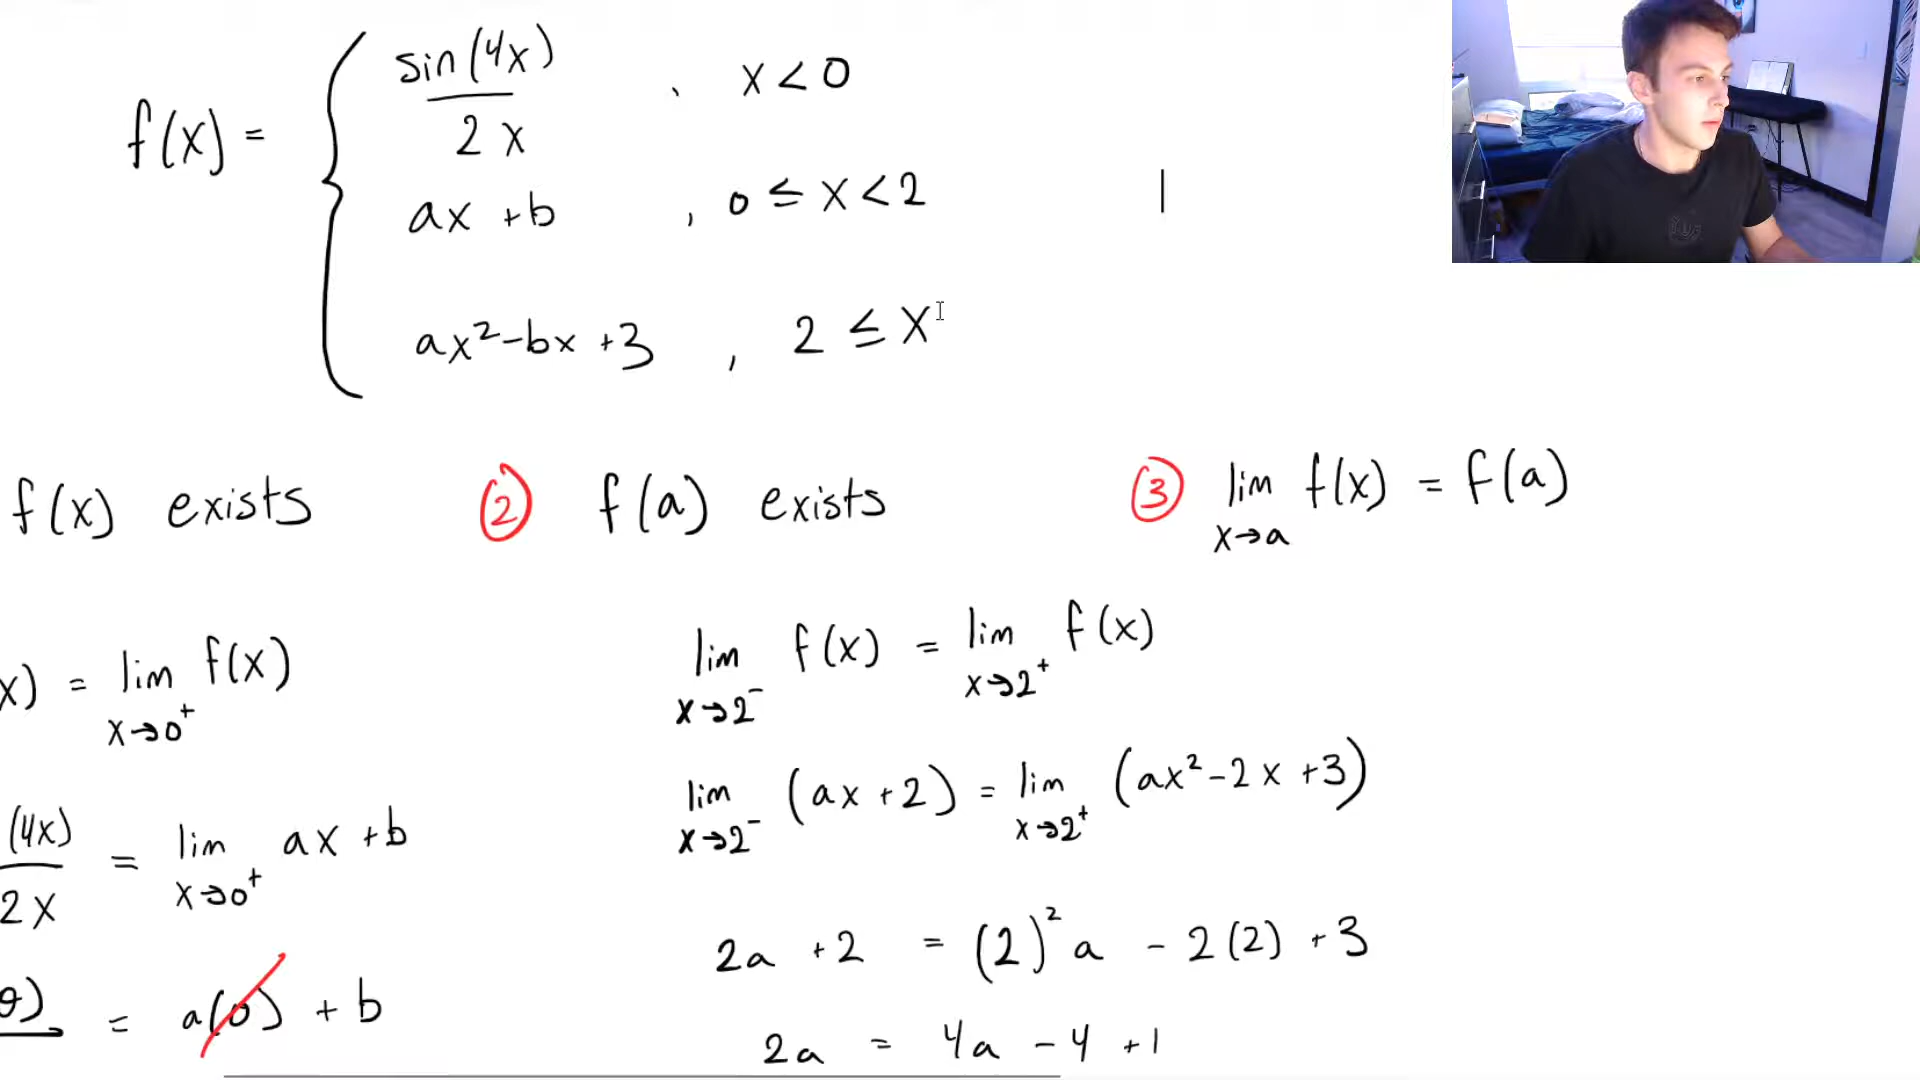 f(x) = { sin(4x) / 2x , x < 0
ax + b , 0 ≤ x < 2
ax² - bx + 3 , 2 ≤ x
f(x) exists
② f(a) exists
③ lim x→a f(x) = f(a)
x) = lim x→0⁺ f(x)
(4x) / 2x = lim x→0⁺ ax + b
θ) = a(0) + b
lim x→2⁻ f(x) = lim x→2⁺ f(x)
lim x→2⁻ (ax + 2) = lim x→2⁺ (ax² - 2x + 3)
2a + 2 = (2)² a - 2(2) + 3
2a = 4a - 4 + 1